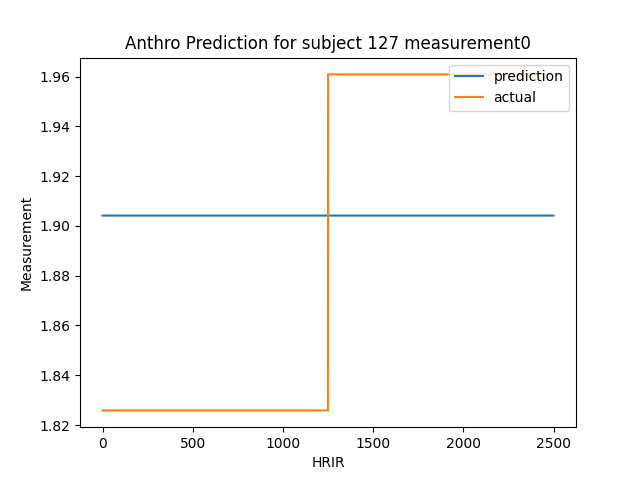 Anthro Prediction for subject 127 measurement0
prediction
actual
1.96
1.94
1.92
1.90
1.88
1.86
1.84
1.82
Measurement
0
500
1000
1500
2000
2500
HRIR